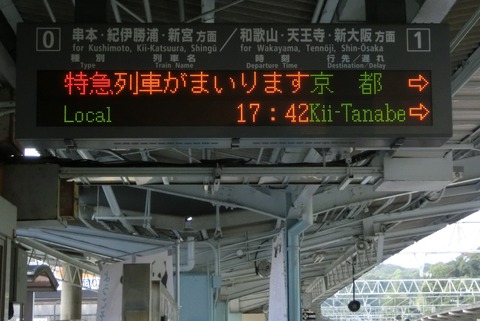 0 串本・紀伊勝浦・新宮 方面 / 和歌山・天王寺・新大阪 方面 1
for Kushimoto, Kii-Katsuura, Shingū / for Wakayama, Tennōji, Shin-Ōsaka
種別 列車名 時刻 行先/遅れ
Type Train Name Departure Time Destination/Delay
特急列車がまいります京 都 ⇨
Local 17:42 Kii-Tanabe ⇨